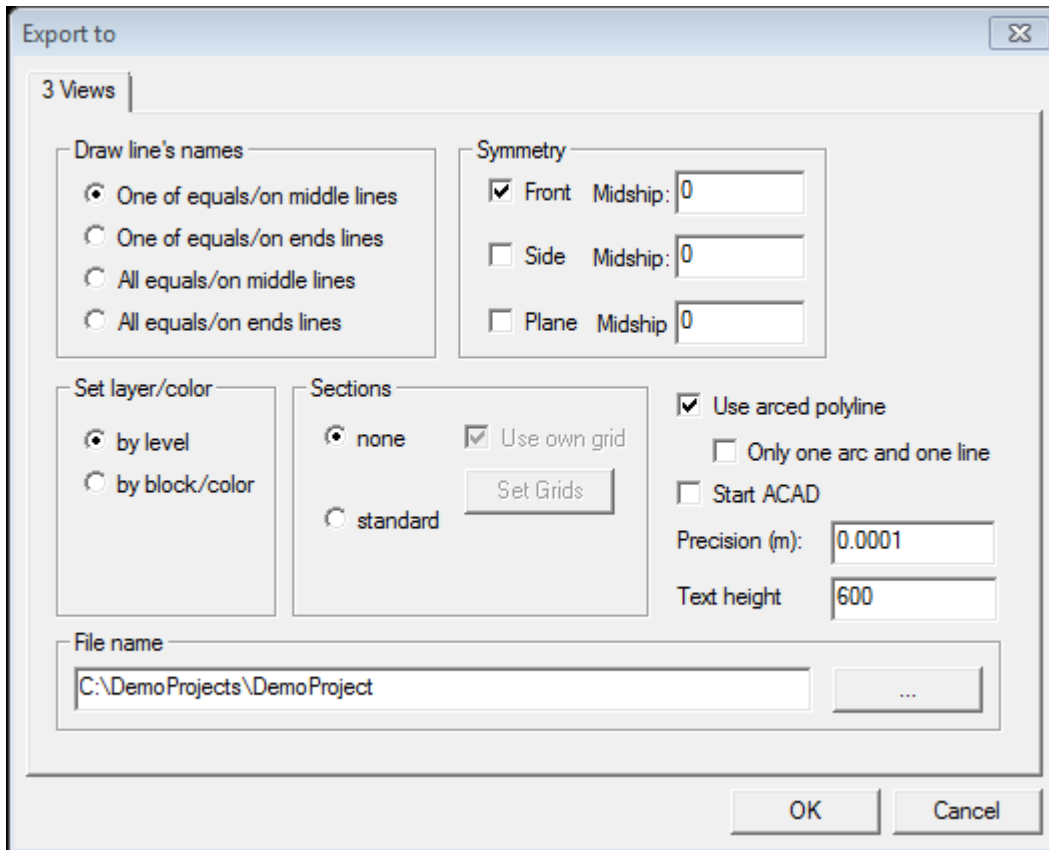 Export to
3 Views
Draw line's names
One of equals/on middle lines
One of equals/on ends lines
All equals/on middle lines
All equals/on ends lines
Symmetry
Front Midship: 0
Side Midship: 0
Plane Midship 0
Set layer/color
by level
by block/color
Sections
none Use own grid
Set Grids
standard
Use arced polyline
Only one arc and one line
Start ACAD
Precision (m): 0.0001
Text height 600
File name
C:\DemoProjects\DemoProject ...
OK Cancel